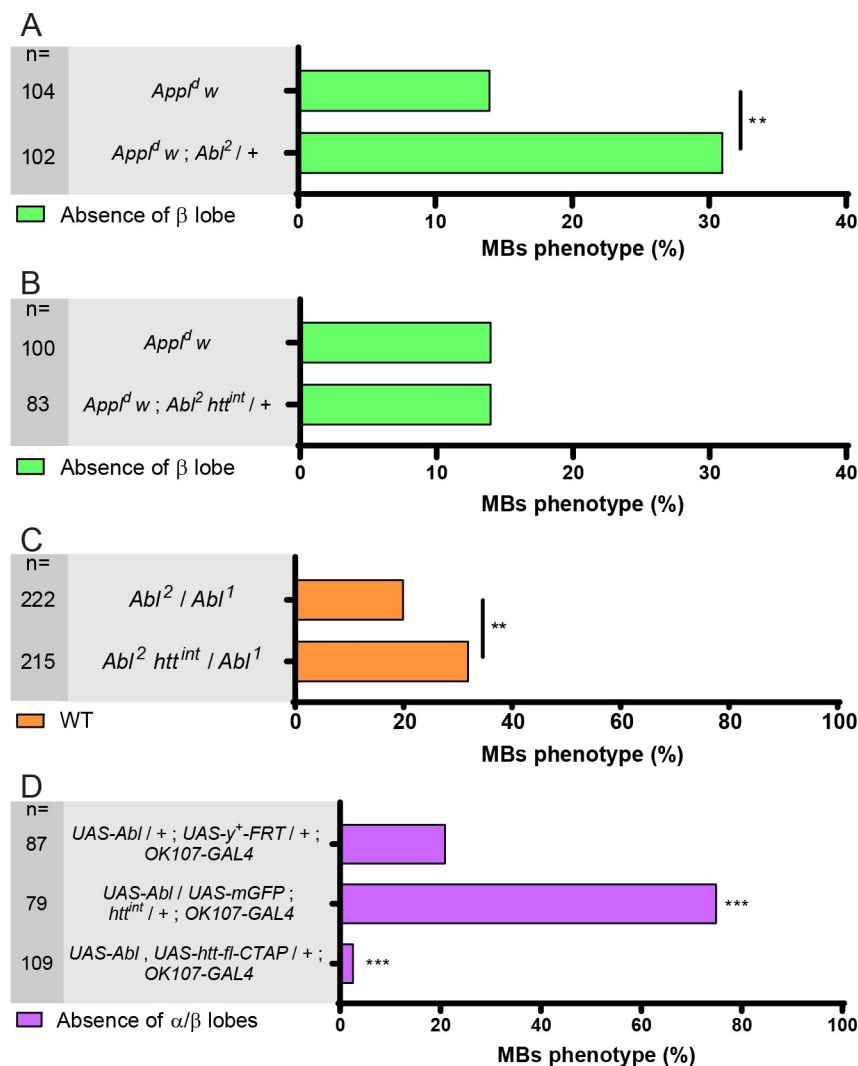 A
n=
104 Appl^d w
102 Appl^d w ; Abl^2 / +
**
0 10 20 30 40
Absence of β lobe
MBs phenotype (%)
B
n=
100 Appl^d w
83 Appl^d w ; Abl^2 htt^int / +
0 10 20 30 40
Absence of β lobe
MBs phenotype (%)
C
n=
222 Abl^2 / Abl^1
215 Abl^2 htt^int / Abl^1
**
0 20 40 60 80 100
WT
MBs phenotype (%)
D
n=
87 UAS-Abl / + ; UAS-y^+-FRT / + ;
OK107-GAL4
79 UAS-Abl / UAS-mGFP ;
htt^int / + ; OK107-GAL4
***
109 UAS-Abl , UAS-htt-fl-CTAP / + ;
OK107-GAL4
***
0 20 40 60 80 100
Absence of α/β lobes
MBs phenotype (%)